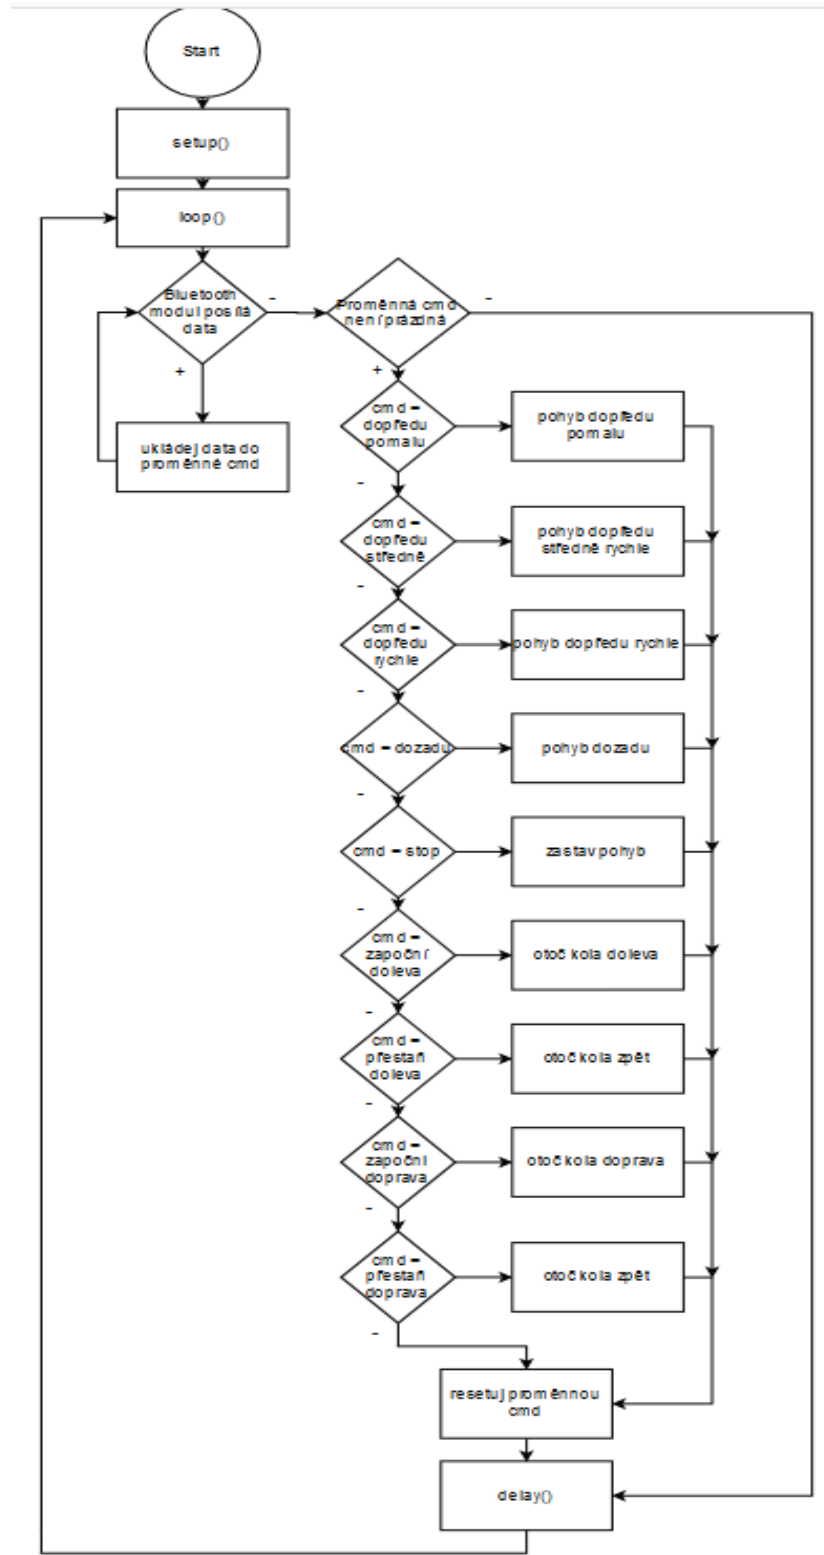 Start
setup()
loop()
Bluetooth
modul posílá
data
-
Proměnná cmd
není prázdná
-
+
ukládej data do
proměnné cmd
+
cmd =
dopředu
pomalu
pohyb dopředu
pomalu
-
cmd =
dopředu
středně
pohyb dopředu
středně rychle
-
cmd =
dopředu
rychle
pohyb dopředu rychle
-
cmd = dozadu
pohyb dozadu
-
cmd = stop
zastav pohyb
-
cmd =
započní
doleva
otoč kola doleva
-
cmd =
přestaň
doleva
otoč kola zpět
-
cmd =
započni
doprava
otoč kola doprava
-
cmd =
přestaň
doprava
otoč kola zpět
-
resetuj proměnnou
cmd
delay()